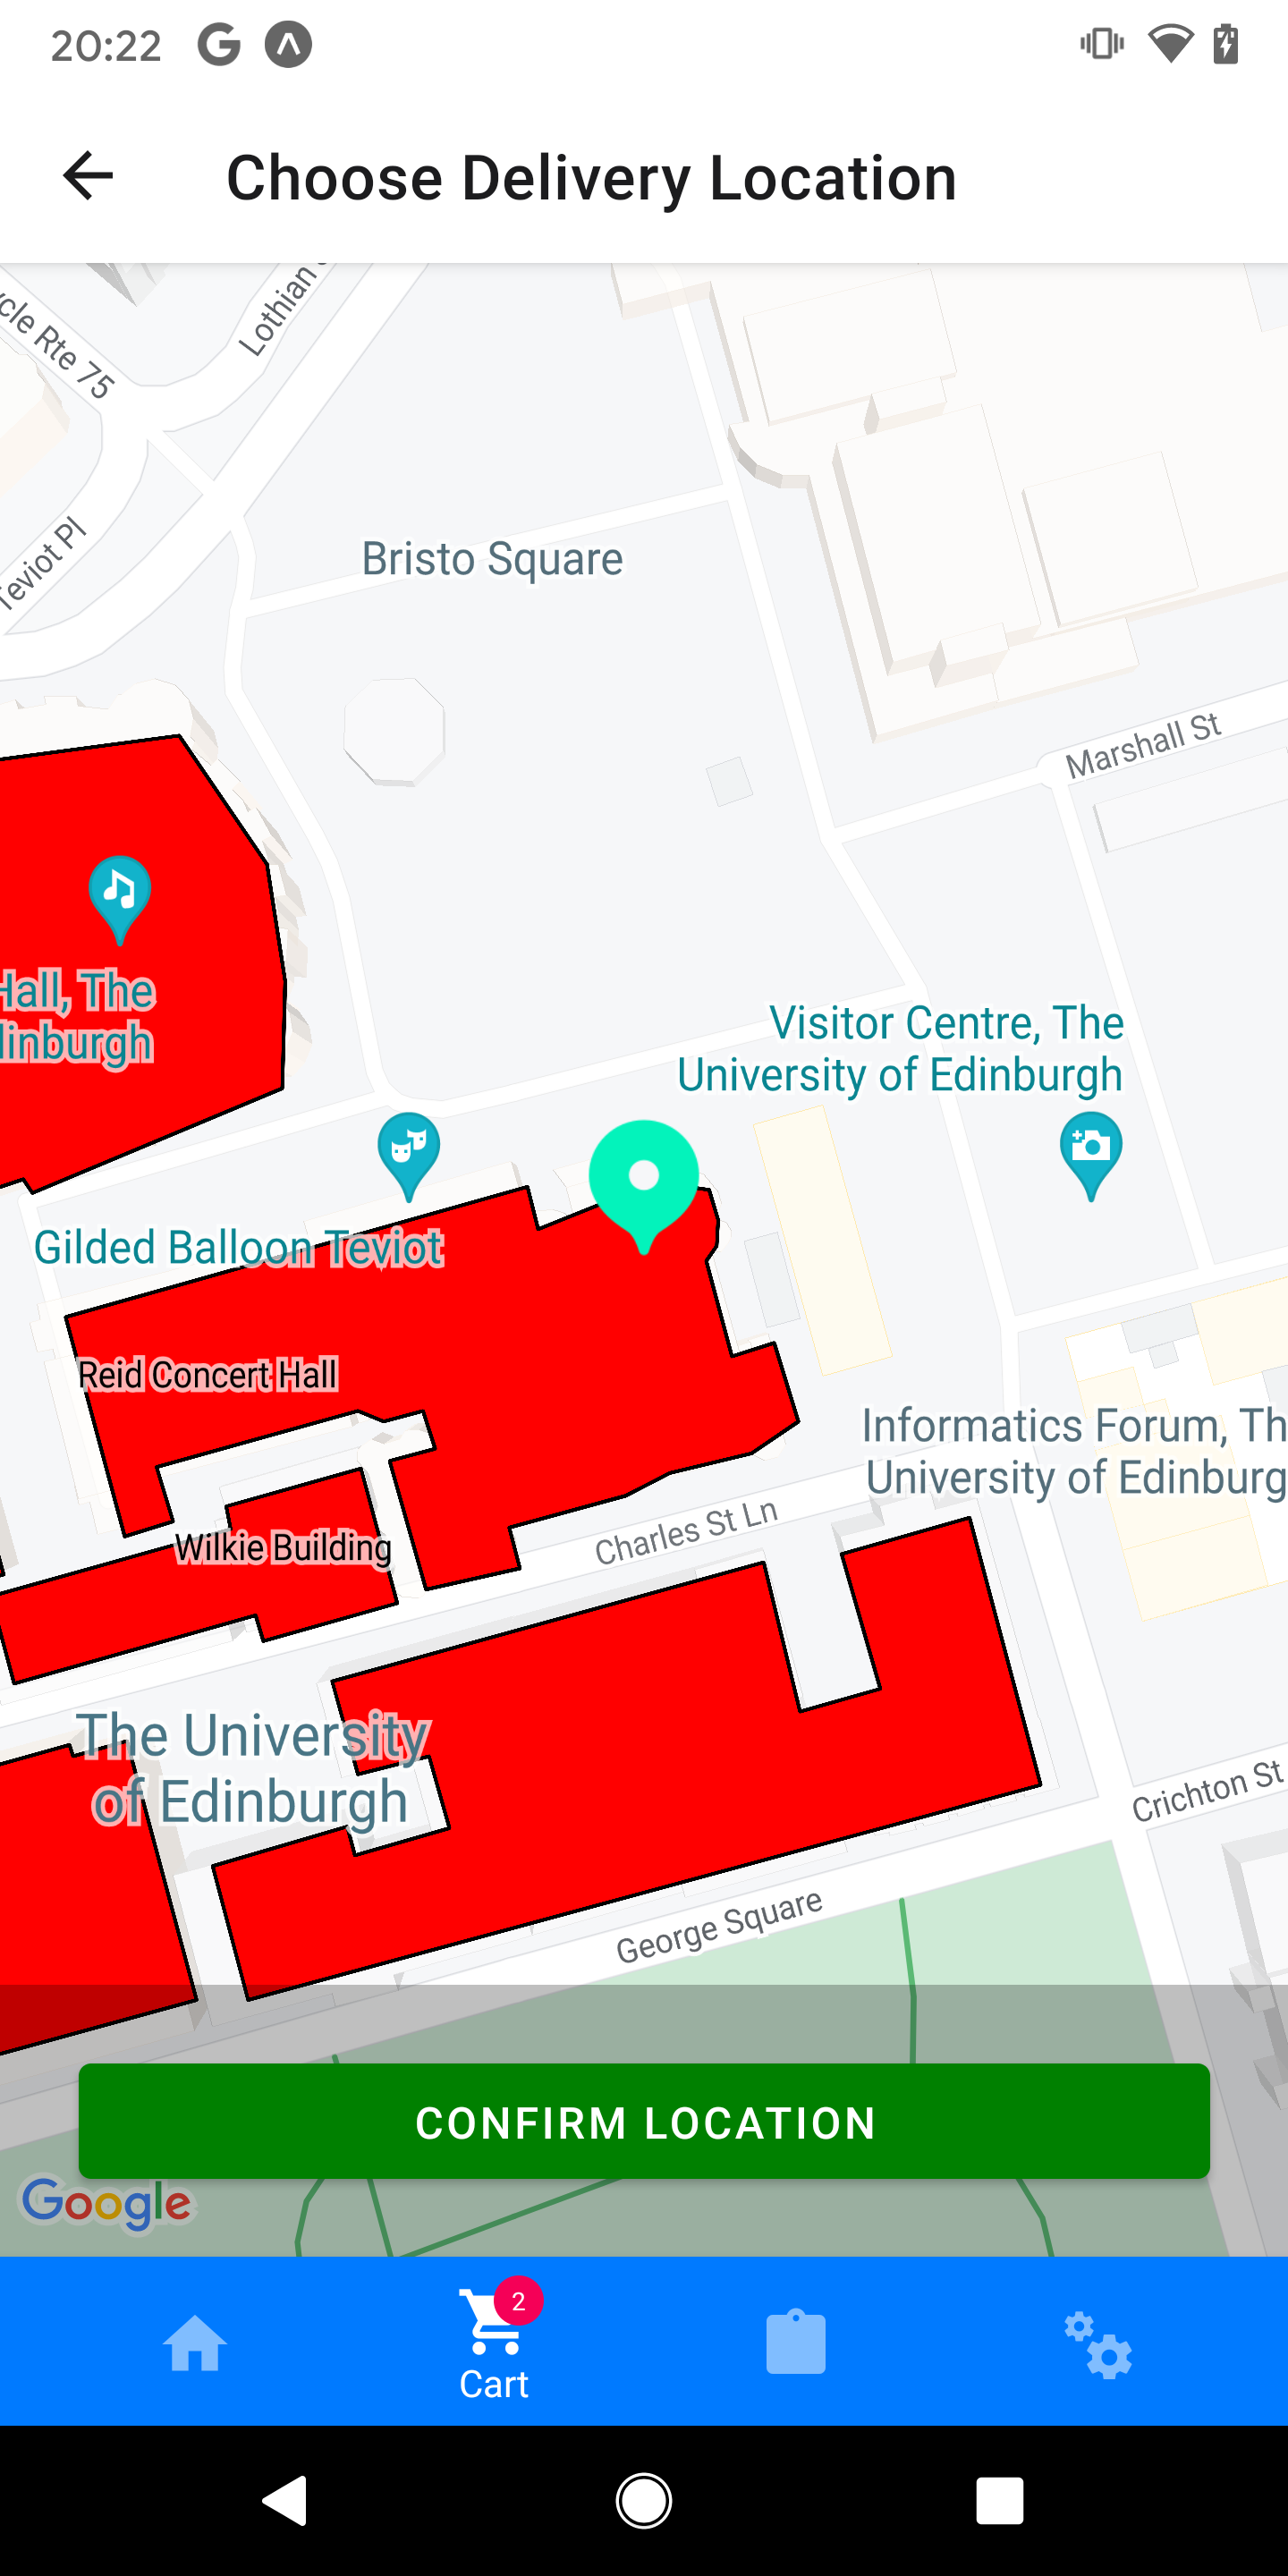 20:22
Choose Delivery Location
Lothian
cle Rte 75
Teviot Pl
Bristo Square
Marshall St
Hall, The
linburgh
Visitor Centre, The
University of Edinburgh
Gilded Balloon Teviot
Reid Concert Hall
Informatics Forum, Th
University of Edinburg
Charles St Ln
Wilkie Building
The University
of Edinburgh
Crichton St
George Square
CONFIRM LOCATION
Google
2
Cart